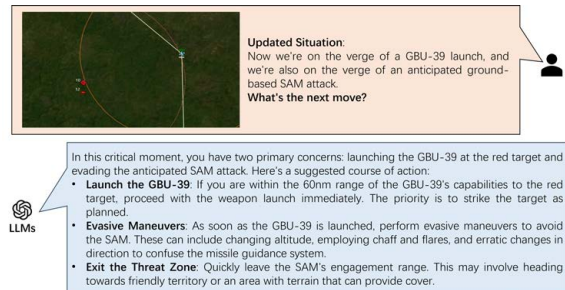 Updated Situation:
Now we're on the verge of a GBU-39 launch, and
we're also on the verge of an anticipated ground-
based SAM attack.
What's the next move?
In this critical moment, you have two primary concerns: launching the GBU-39 at the red target and
evading the anticipated SAM attack. Here's a suggested course of action:
• Launch the GBU-39: If you are within the 60nm range of the GBU-39's capabilities to the red
target, proceed with the weapon launch immediately. The priority is to strike the target as
planned.
• Evasive Maneuvers: As soon as the GBU-39 is launched, perform evasive maneuvers to avoid
the SAM. These can include changing altitude, employing chaff and flares, and erratic changes in
direction to confuse the missile guidance system.
• Exit the Threat Zone: Quickly leave the SAM's engagement range. This may involve heading
towards friendly territory or an area with terrain that can provide cover.
LLMs